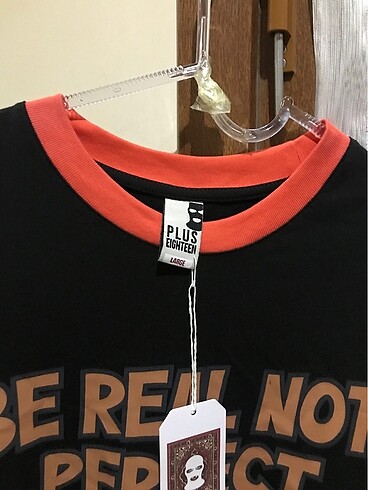 PLUS
EIGHTEEN
LARGE
BE REAL NOT
PERFECT